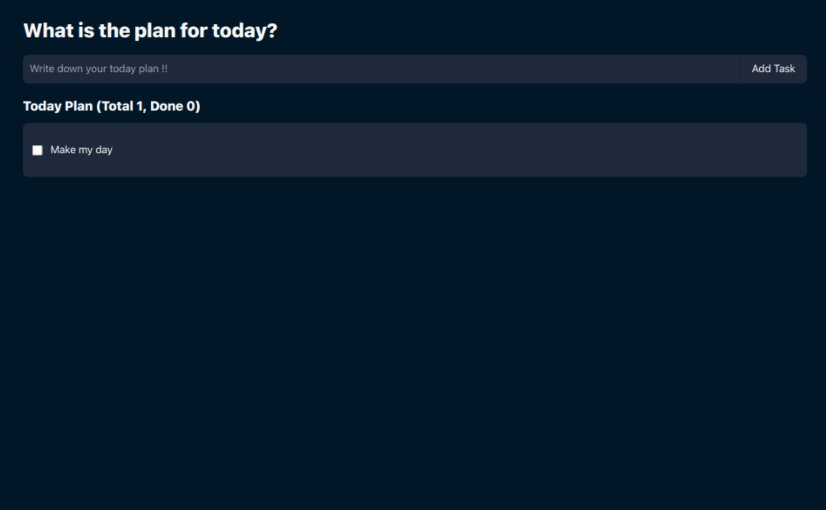 What is the plan for today?
Write down your today plan !!
Add Task
Today Plan (Total 1, Done 0)
Make my day